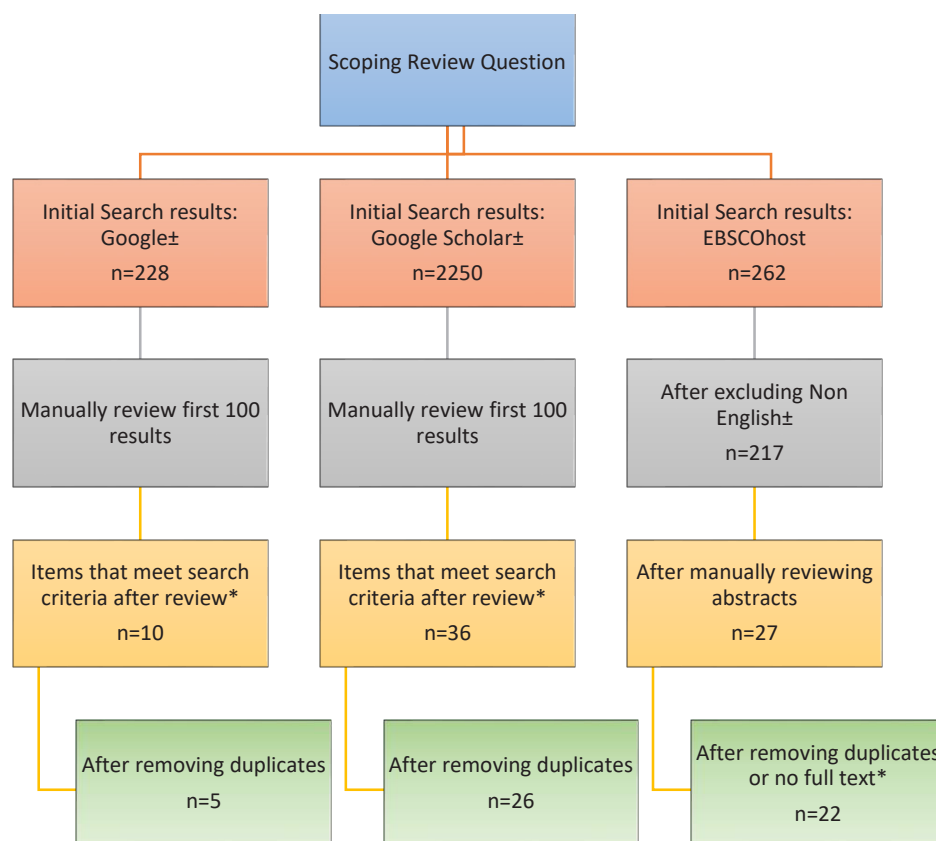 Scoping Review Question
Initial Search results:
Google±
n=228
Initial Search results:
Google Scholar±
n=2250
Initial Search results:
EBSCOhost
n=262
Manually review first 100
results
Manually review first 100
results
After excluding Non
English±
n=217
Items that meet search
criteria after review*
n=10
Items that meet search
criteria after review*
n=36
After manually reviewing
abstracts
n=27
After removing duplicates
n=5
After removing duplicates
n=26
After removing duplicates
or no full text*
n=22